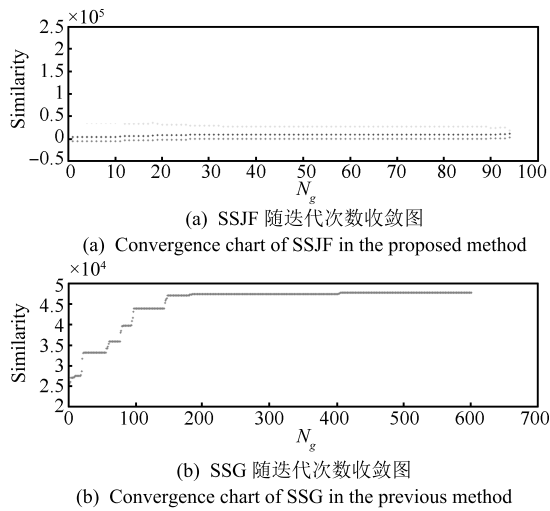 ×10⁵
2.5
2
1.5
1
0.5
0
−0.5
Similarity
0 10 20 30 40 50 60 70 80 90 100
N_g
(a) SSJF 随迭代次数收敛图
(a) Convergence chart of SSJF in the proposed method
×10⁴
5
4.5
4
3.5
3
2.5
2
Similarity
0 100 200 300 400 500 600 700
N_g
(b) SSG 随迭代次数收敛图
(b) Convergence chart of SSG in the previous method